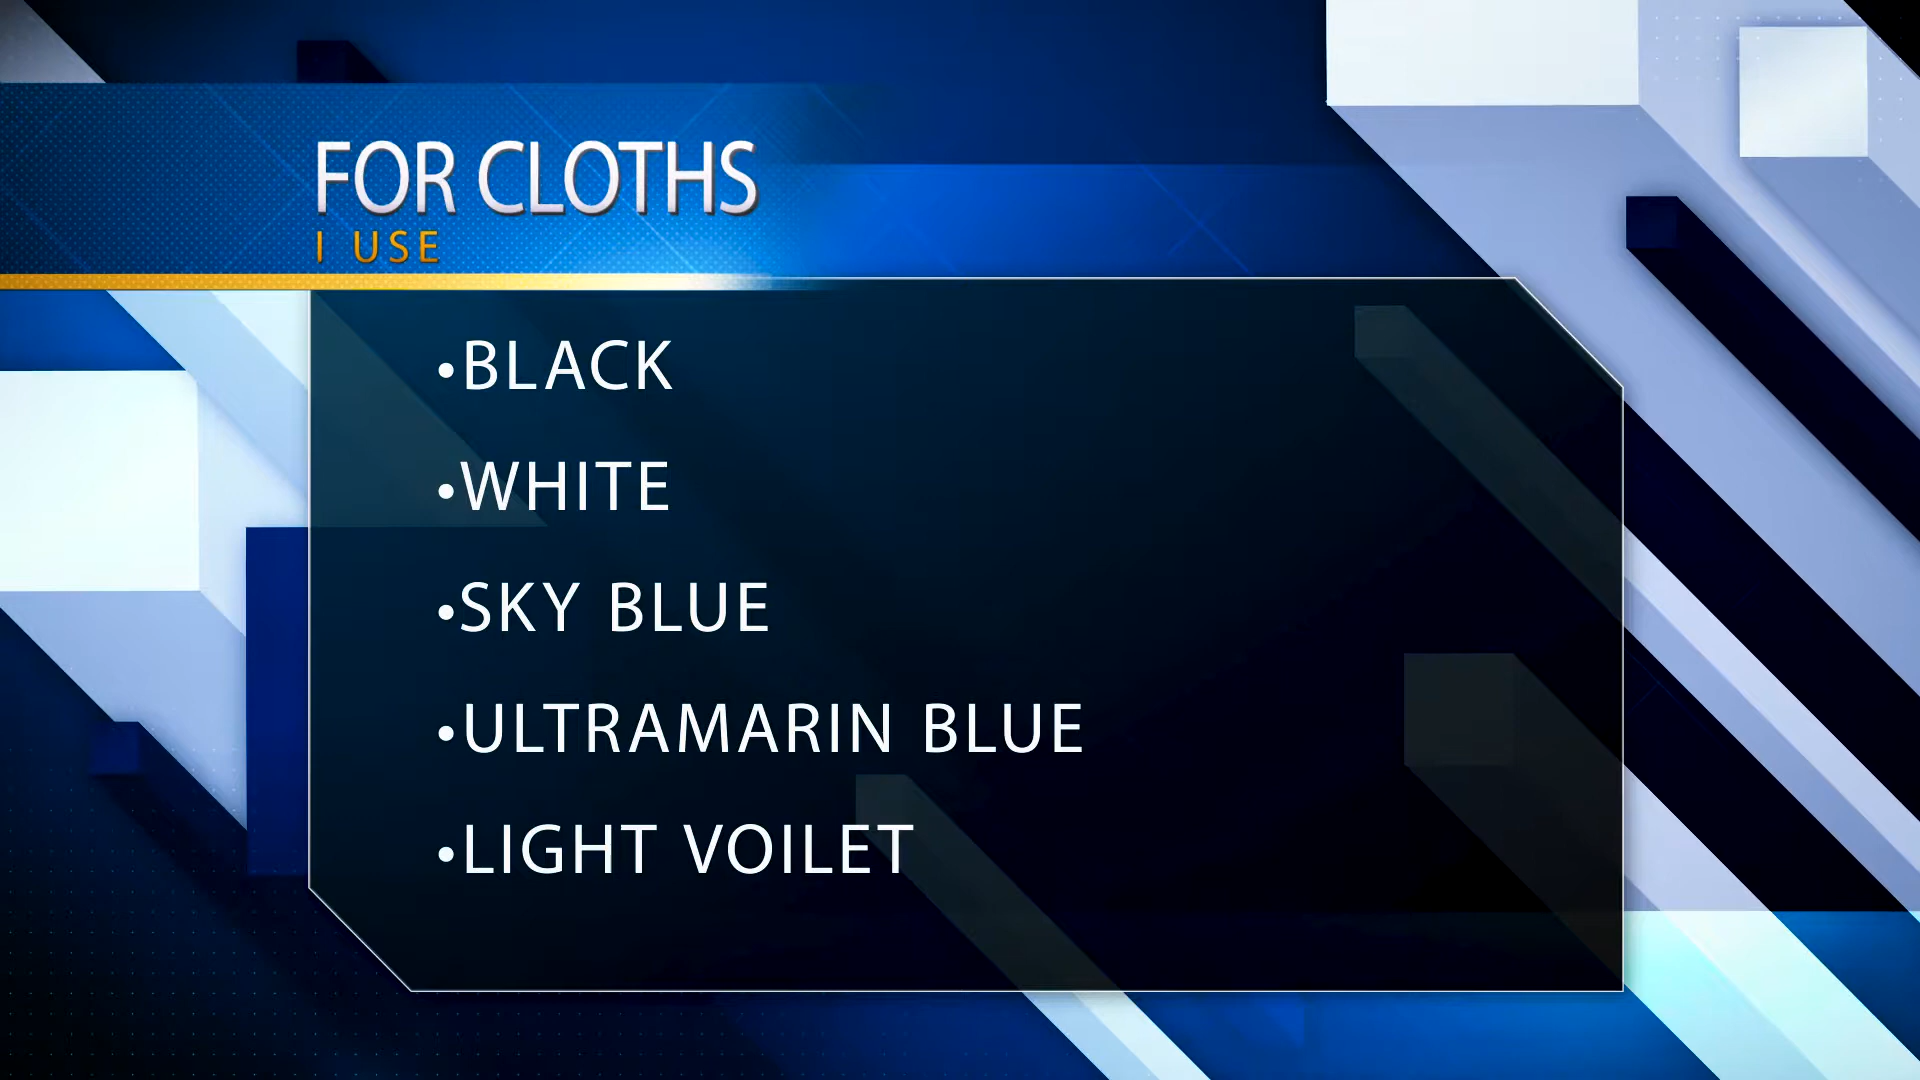 FOR CLOTHS
I USE
•BLACK
•WHITE
•SKY BLUE
•ULTRAMARIN BLUE
•LIGHT VOILET